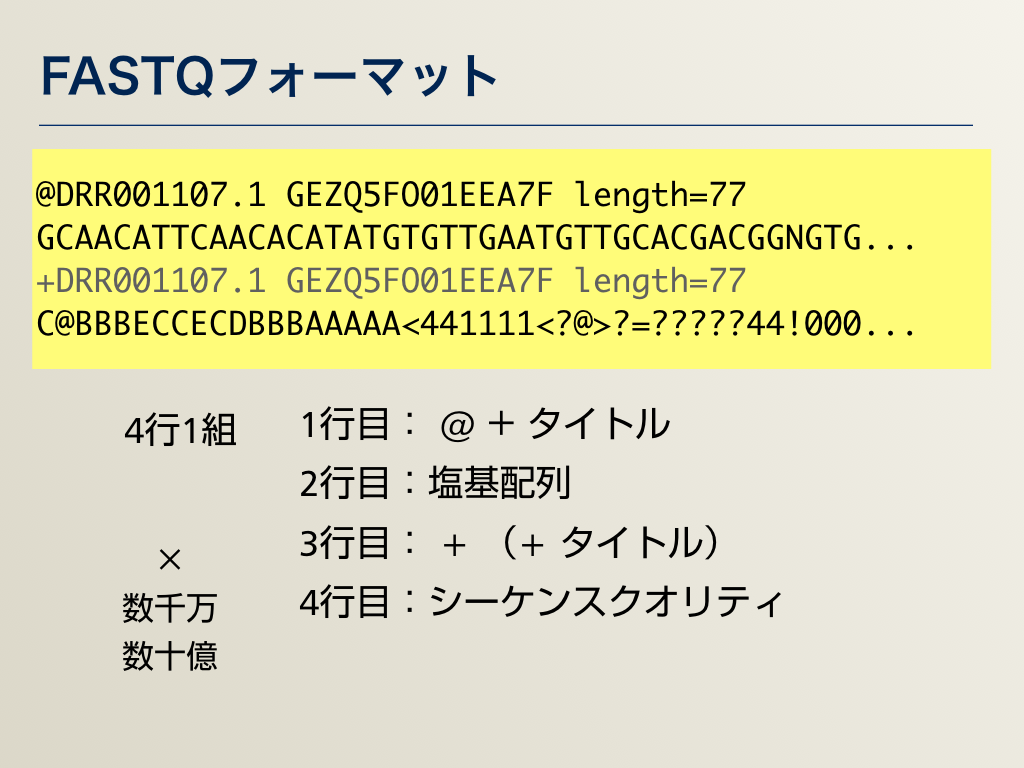 FASTQフォーマット
@DRR001107.1 GEZQ5FO01EEA7F length=77
GCAACATTCAACACATATGTGTTGAATGTTGCACGACGGNGTG...
+DRR001107.1 GEZQ5FO01EEA7F length=77
C@BBBECCECDBBBAAAAA<441111<?@>?=?????44!000...
4行1組
1行目： @ + タイトル
2行目：塩基配列
3行目： + （+ タイトル）
4行目：シーケンスクオリティ
×
数千万
数十億